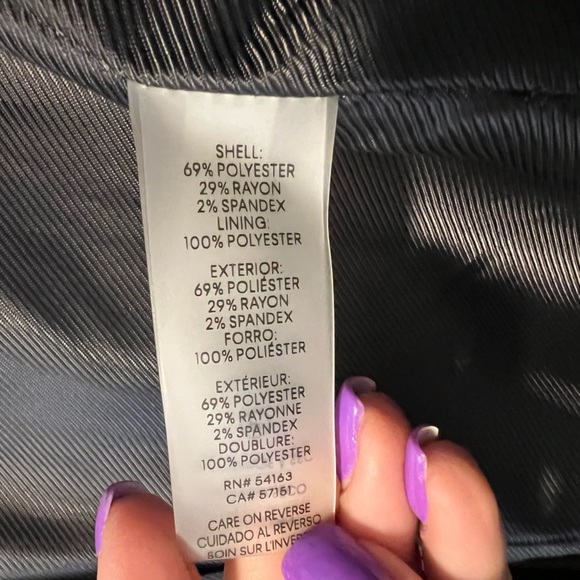 SHELL:
69% POLYESTER
29% RAYON
2% SPANDEX
LINING:
100% POLYESTER
EXTERIOR:
69% POLIÉSTER
29% RAYON
2% SPANDEX
FORRO:
100% POLIÉSTER
EXTÉRIEUR:
69% POLYESTER
29% RAYONNE
2% SPANDEX
DOUBLURE:
100% POLYESTER
RN# 54163
CA# 57151
CARE ON REVERSE
CUIDADO AL REVERSO
SOIN SUR